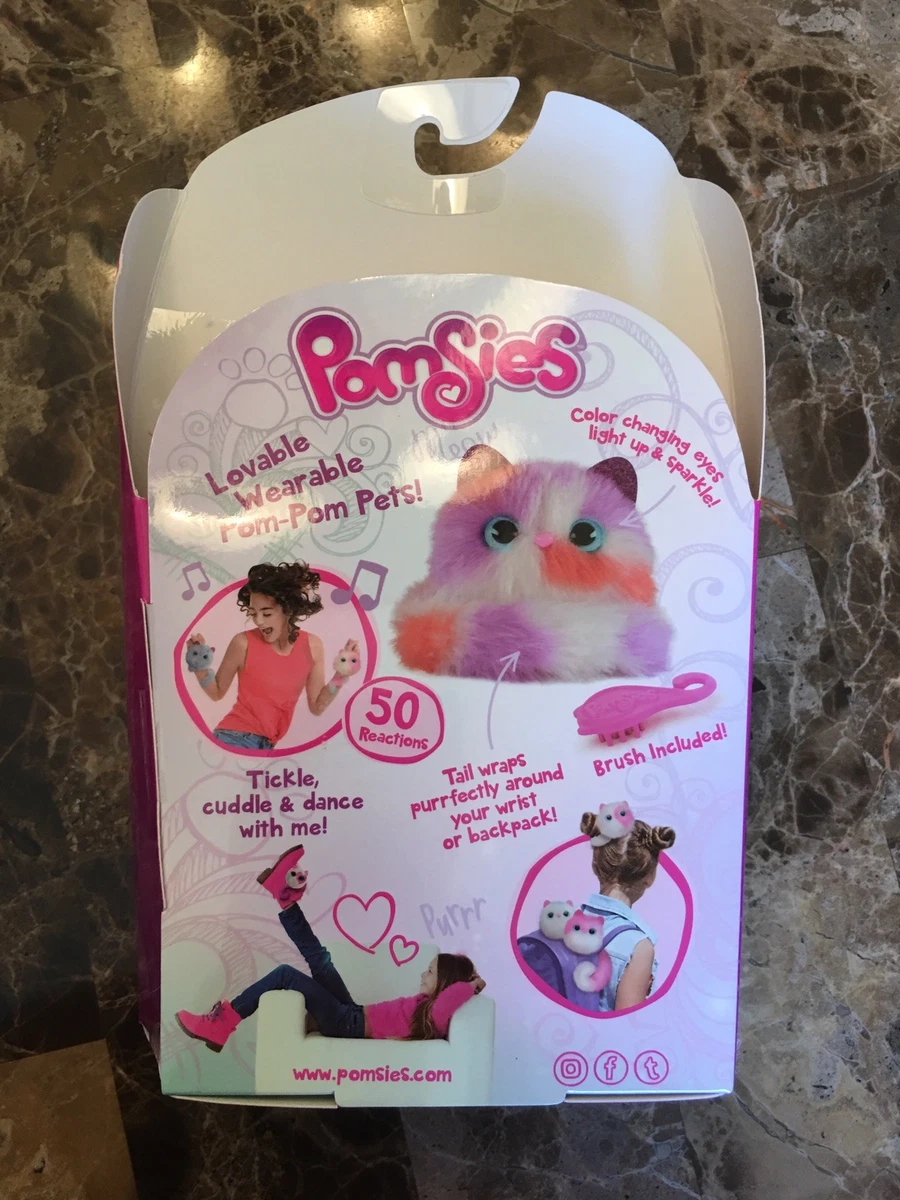 Pomsies
Meow
Lovable
Wearable
Pom-Pom Pets!
Color changing eyes
light up & sparkle!
50
Reactions
Tickle,
cuddle & dance
with me!
Tail wraps
purrfectly around
your wrist
or backpack!
Brush Included!
Purrr
www.pomsies.com